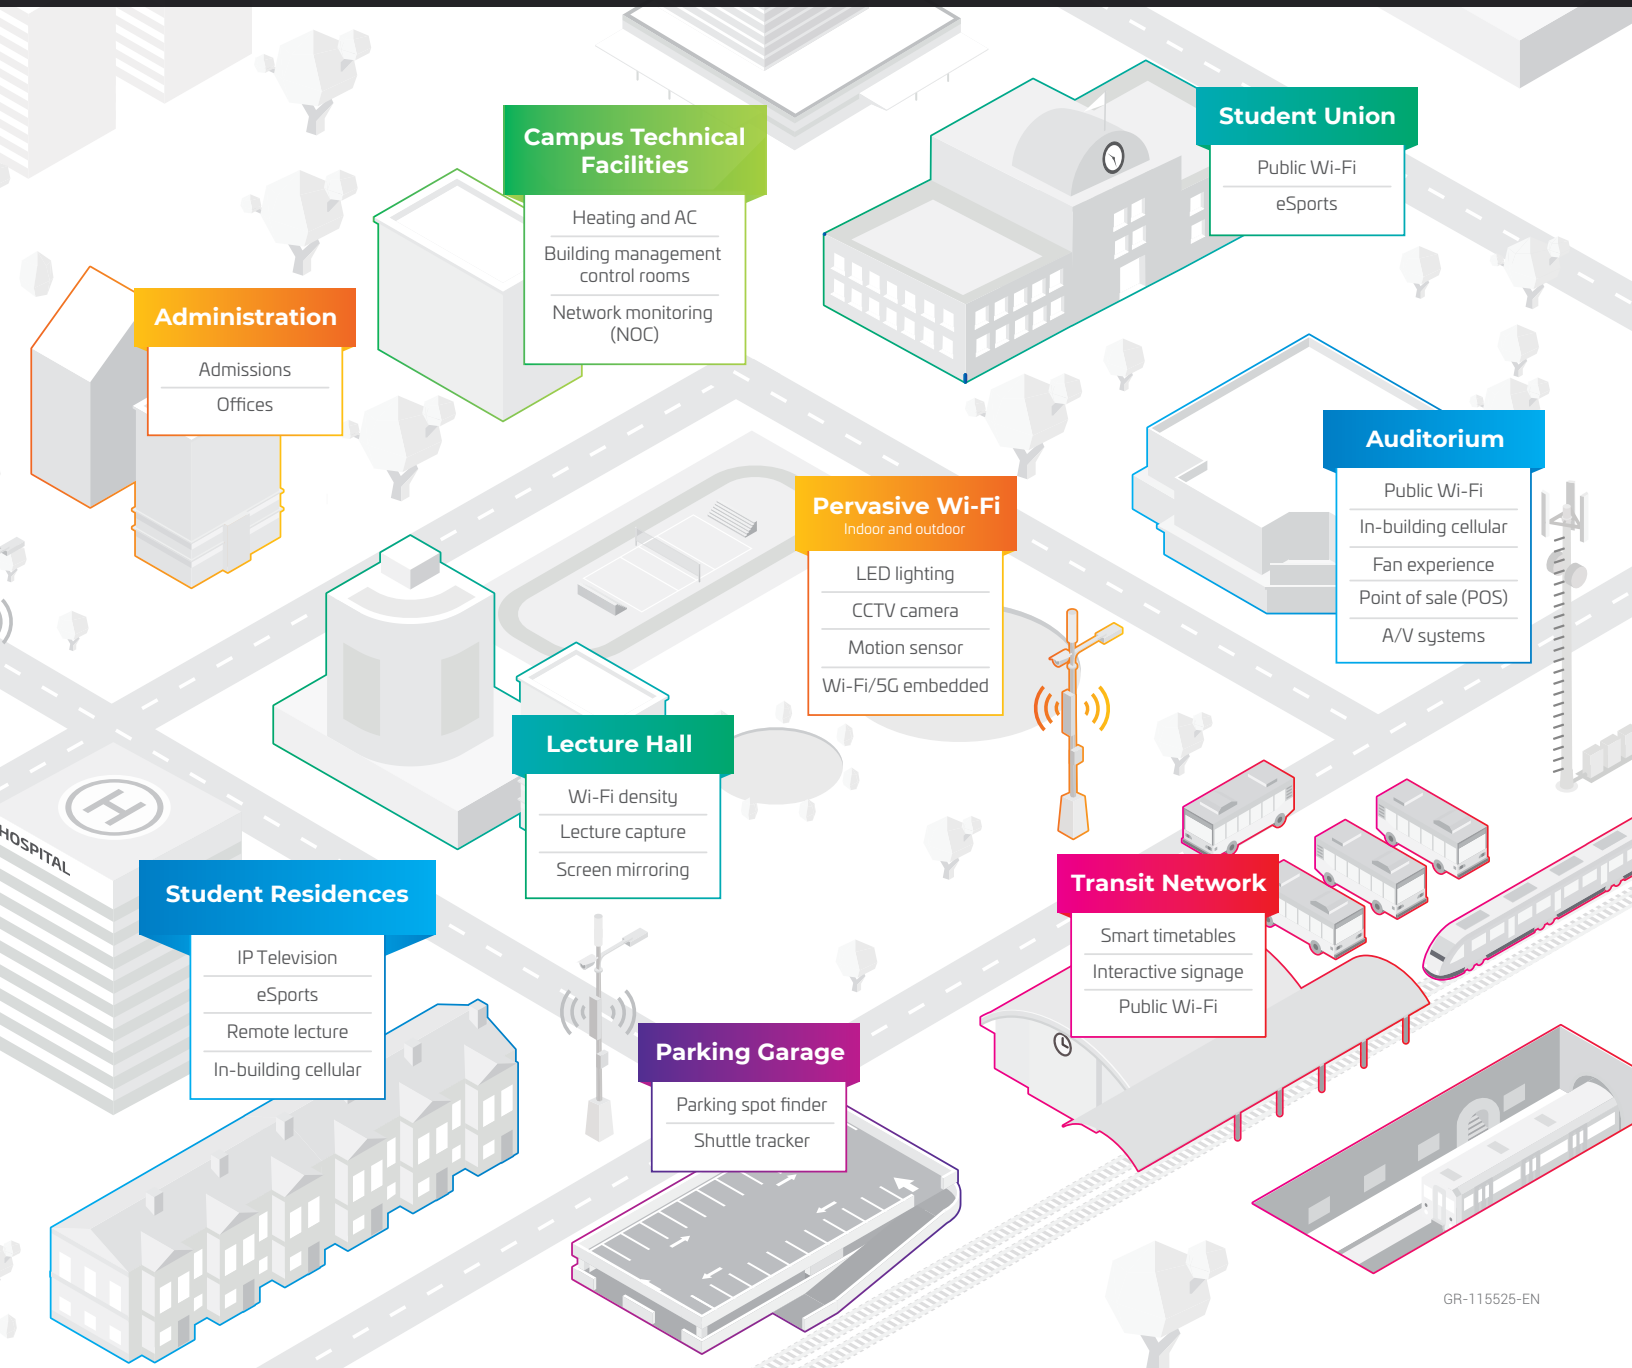 Campus Technical
Facilities
Heating and AC
Building management
control rooms
Network monitoring
(NOC)
Student Union
Public Wi-Fi
eSports
Administration
Admissions
Offices
Auditorium
Public Wi-Fi
In-building cellular
Fan experience
Point of sale (POS)
A/V systems
Pervasive Wi-Fi
Indoor and outdoor
LED lighting
CCTV camera
Motion sensor
Wi-Fi/5G embedded
Lecture Hall
Wi-Fi density
Lecture capture
Screen mirroring
H
HOSPITAL
Student Residences
IP Television
eSports
Remote lecture
In-building cellular
Transit Network
Smart timetables
Interactive signage
Public Wi-Fi
Parking Garage
Parking spot finder
Shuttle tracker
GR-115525-EN